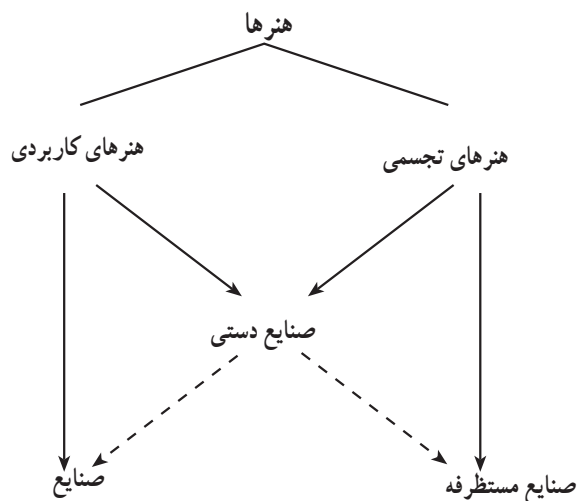 هنرها
هنرهای تجسمی
هنرهای کاربردی
صنایع دستی
صنایع مستظرفه
صنایع